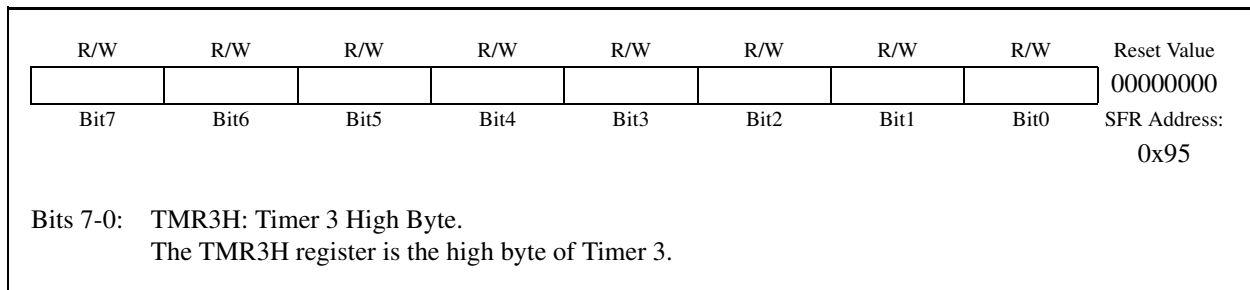 R/W R/W R/W R/W R/W R/W R/W R/W Reset Value
00000000
Bit7 Bit6 Bit5 Bit4 Bit3 Bit2 Bit1 Bit0 SFR Address:
0x95
Bits 7-0: TMR3H: Timer 3 High Byte.
The TMR3H register is the high byte of Timer 3.